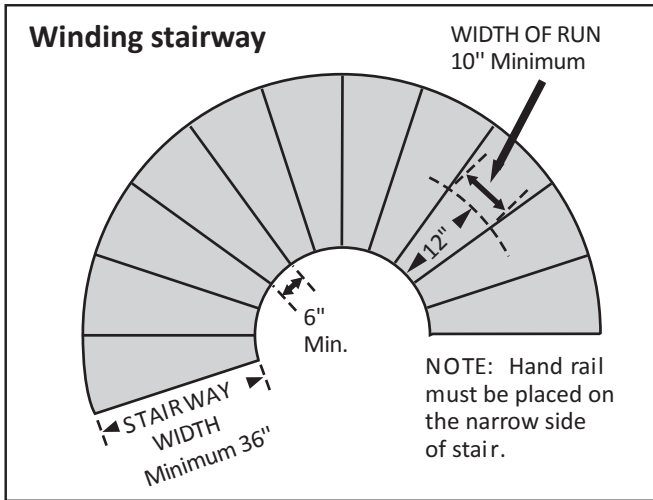 Winding stairway
WIDTH OF RUN
10" Minimum
12"
6"
Min.
STAIRWAY
WIDTH
Minimum 36"
NOTE: Hand rail
must be placed on
the narrow side
of stair.